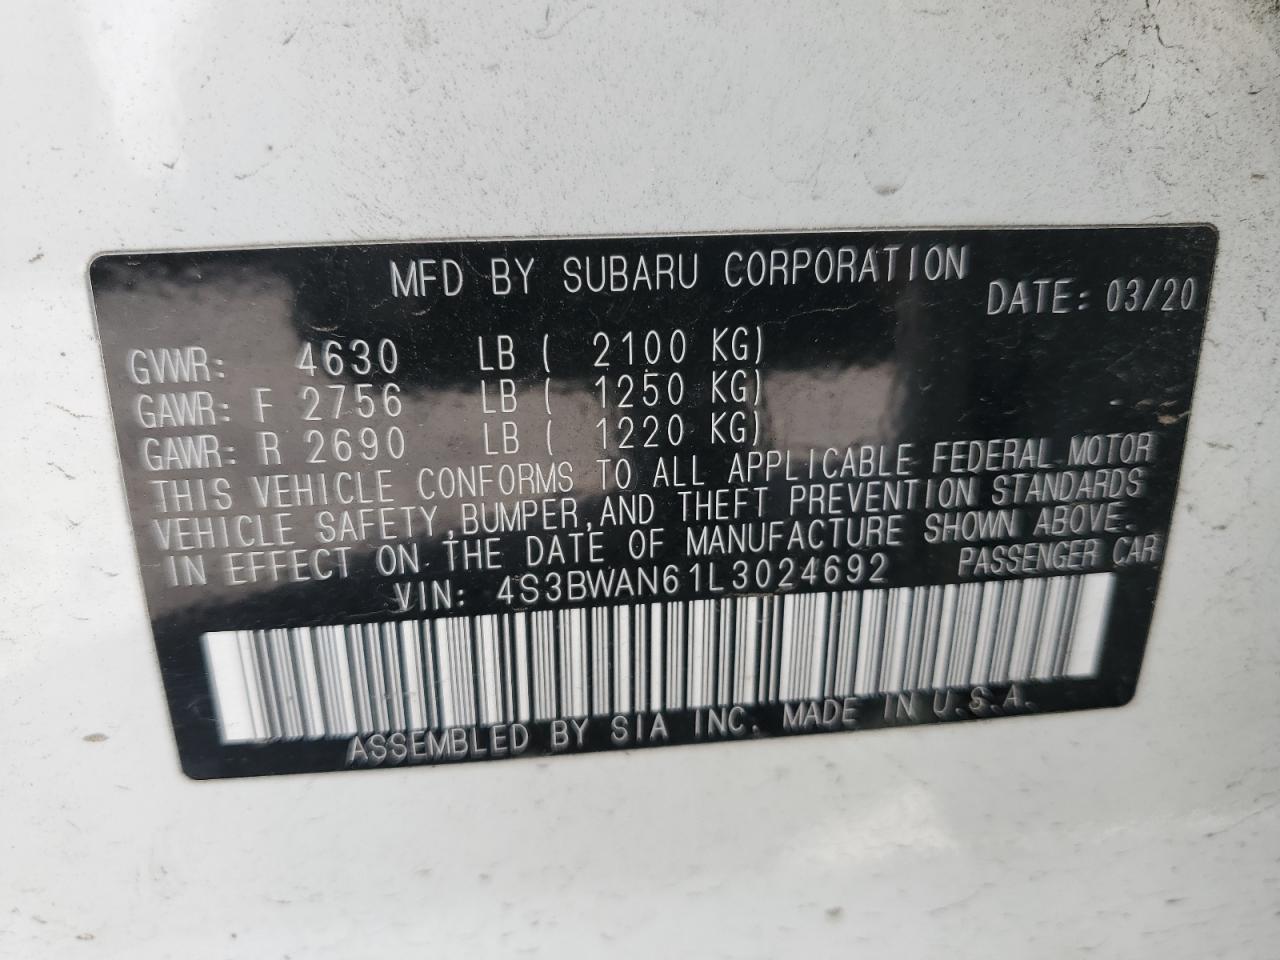 MFD BY SUBARU CORPORATION
DATE: 03/20
GVWR: 4630 LB ( 2100 KG)
GAWR: F 2756 LB ( 1250 KG)
GAWR: R 2690 LB ( 1220 KG)
THIS VEHICLE CONFORMS TO ALL APPLICABLE FEDERAL MOTOR
VEHICLE SAFETY,BUMPER,AND THEFT PREVENTION STANDARDS
IN EFFECT ON THE DATE OF MANUFACTURE SHOWN ABOVE.
VIN: 4S3BWAN61L3024692 PASSENGER CAR
ASSEMBLED BY SIA INC. MADE IN U.S.A.